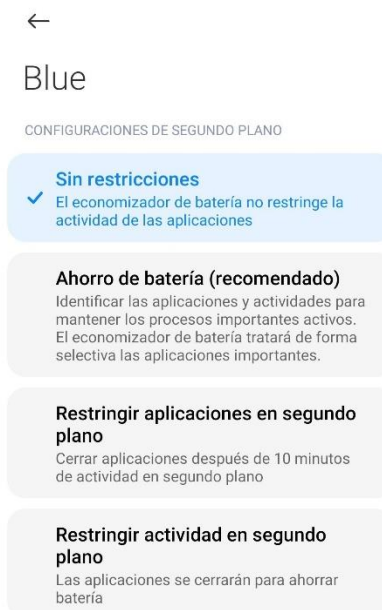 Blue
CONFIGURACIONES DE SEGUNDO PLANO
Sin restricciones
El economizador de batería no restringe la
actividad de las aplicaciones
Ahorro de batería (recomendado)
Identificar las aplicaciones y actividades para
mantener los procesos importantes activos.
El economizador de batería tratará de forma
selectiva las aplicaciones importantes.
Restringir aplicaciones en segundo
plano
Cerrar aplicaciones después de 10 minutos
de actividad en segundo plano
Restringir actividad en segundo
plano
Las aplicaciones se cerrarán para ahorrar
batería